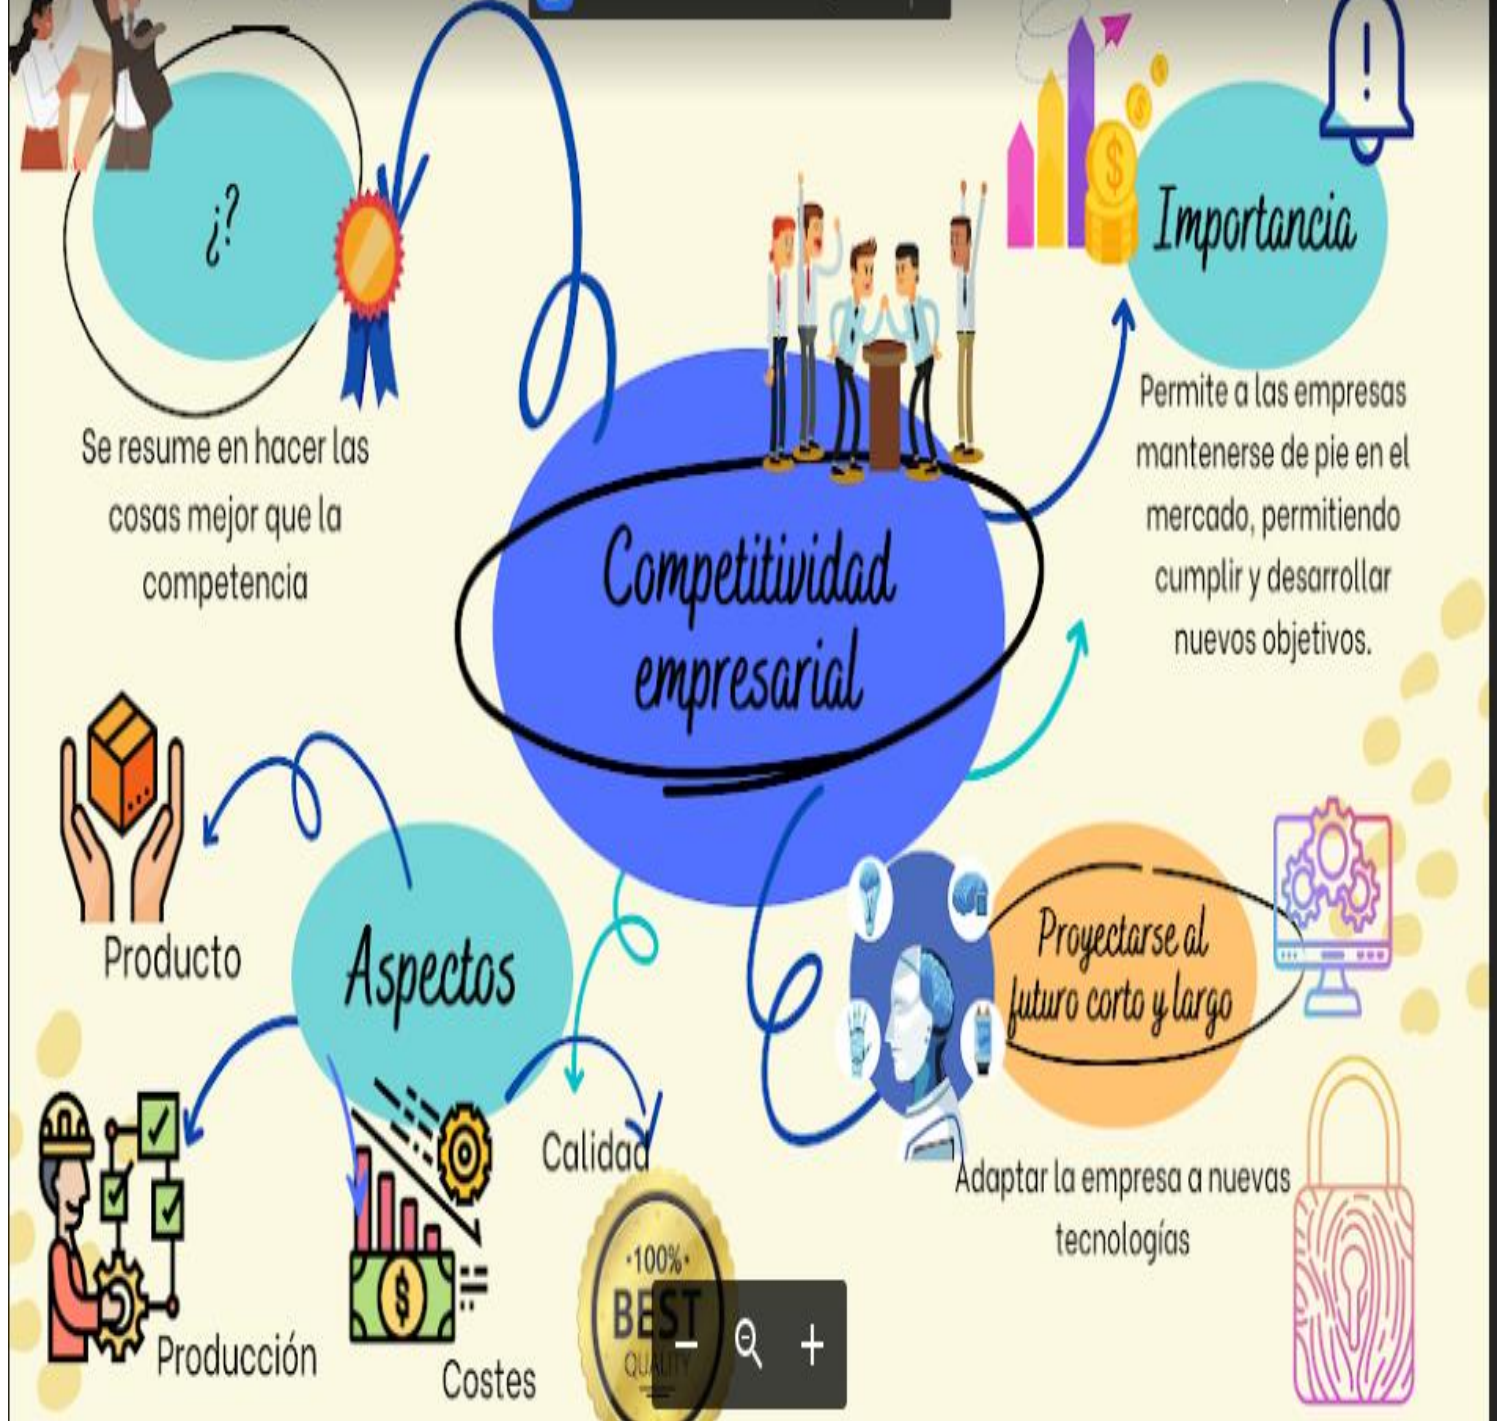 ¿?
Se resume en hacer las
cosas mejor que la
competencia
Importancia
Permite a las empresas
mantenerse de pie en el
mercado, permitiendo
cumplir y desarrollar
nuevos objetivos.
Competitividad
empresarial
Producto
Aspectos
Proyectarse al
futuro corto y largo
Calidad
Adaptar la empresa a nuevas
tecnologías
·100%·
BEST
QUALITY
Producción
Costes